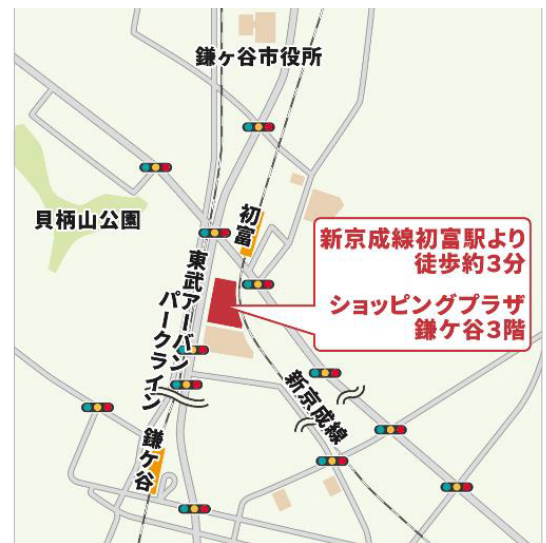 鎌ヶ谷市役所
貝柄山公園
初富
新京成線初富駅より
徒歩約3分
ショッピングプラザ
鎌ケ谷3階
東武アーバン
パークライン
新京成線
鎌ケ谷